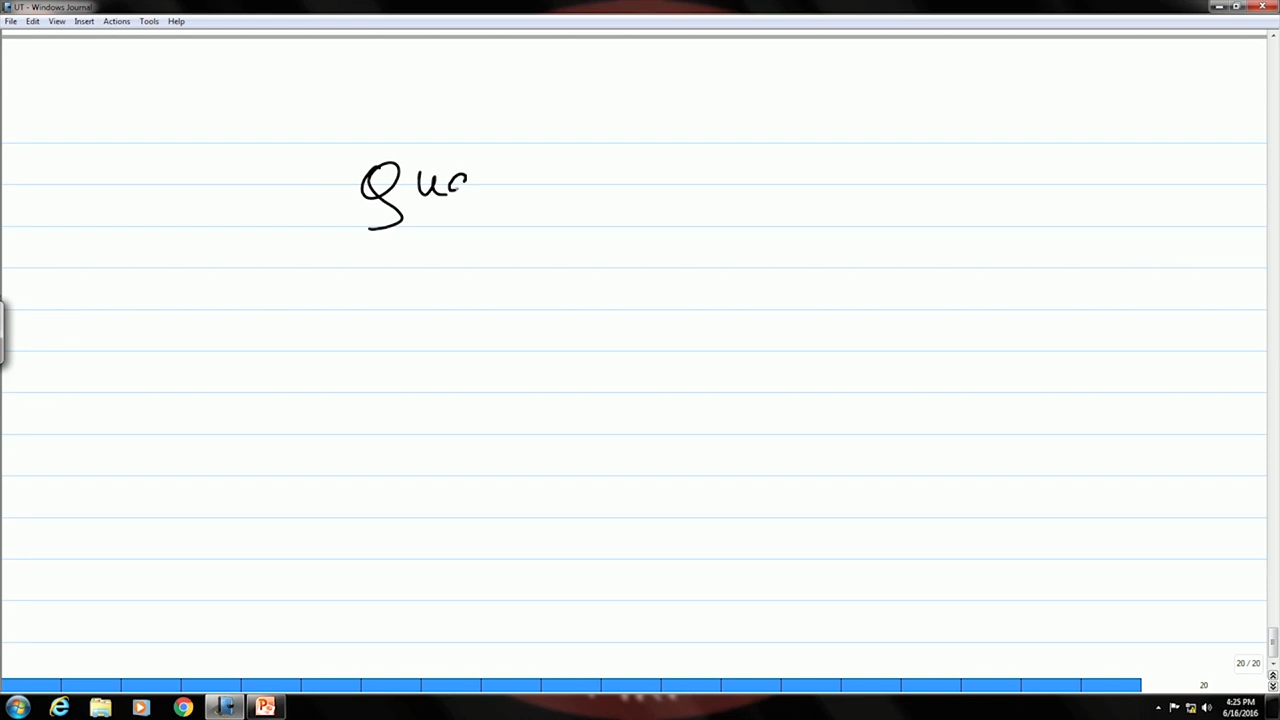 UT - Windows Journal
File Edit View Insert Actions Tools Help
Qua
20 / 20
20
4:25 PM
6/16/2016